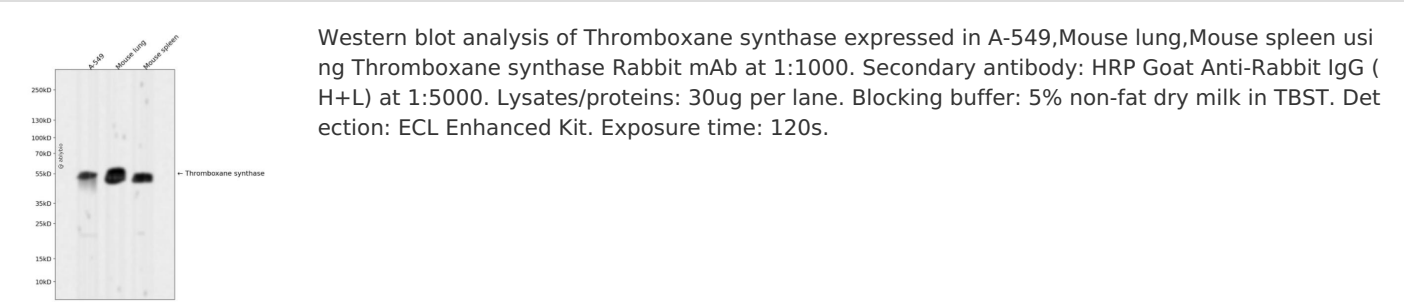 A-549
Mouse lung
Mouse spleen
250kD
130kD
100kD
70kD
55kD
35kD
25kD
15kD
10kD
@ abbybio
← Thromboxane synthase
Western blot analysis of Thromboxane synthase expressed in A-549,Mouse lung,Mouse spleen usi
ng Thromboxane synthase Rabbit mAb at 1:1000. Secondary antibody: HRP Goat Anti-Rabbit IgG (
H+L) at 1:5000. Lysates/proteins: 30ug per lane. Blocking buffer: 5% non-fat dry milk in TBST. Det
ection: ECL Enhanced Kit. Exposure time: 120s.